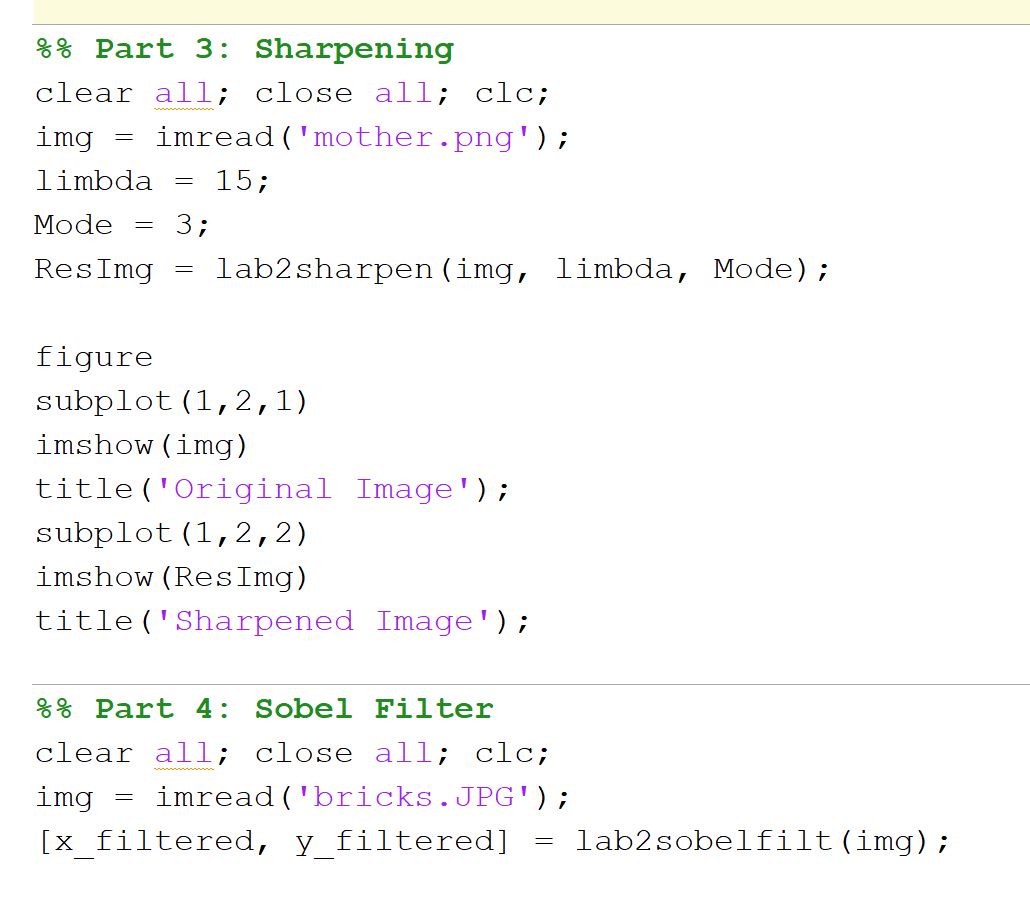 %% Part 3: Sharpening
clear all; close all; clc;
img = imread('mother.png');
limbda = 15;
Mode = 3;
ResImg = lab2sharpen(img, limbda, Mode);
figure
subplot(1,2,1)
imshow(img)
title('Original Image');
subplot(1,2,2)
imshow(ResImg)
title('Sharpened Image');
%% Part 4: Sobel Filter
clear all; close all; clc;
img = imread('bricks.JPG');
[x_filtered, y_filtered] = lab2sobelfilt(img);